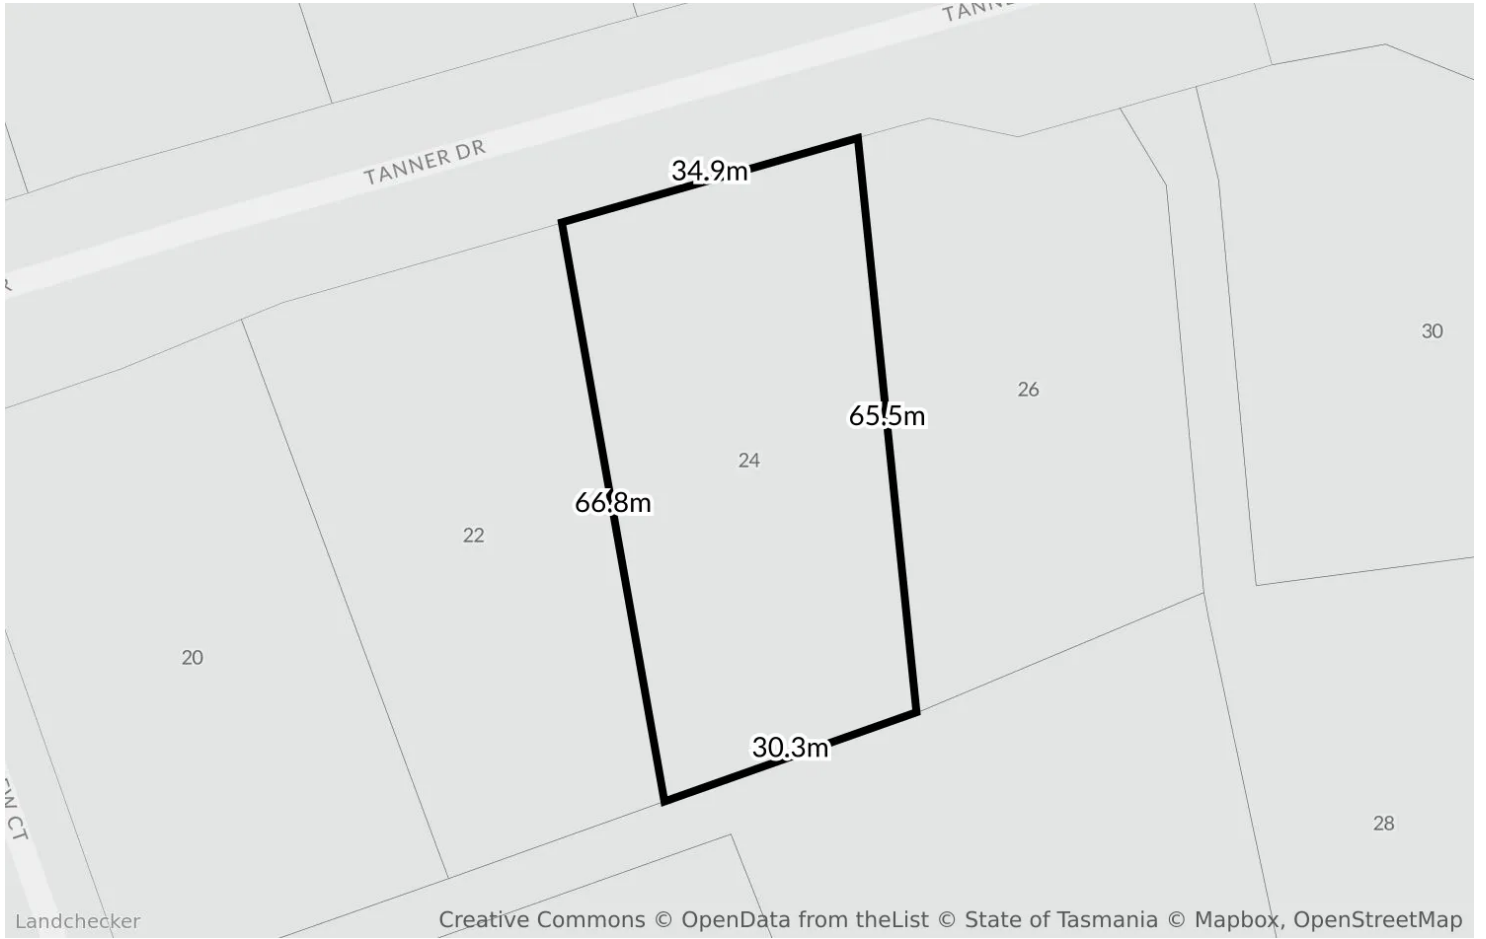 TANNER DR
34.9m
30
26
65.5m
24
66.8m
22
20
30.3m
28
Landchecker
Creative Commons © OpenData from theList © State of Tasmania © Mapbox, OpenStreetMap